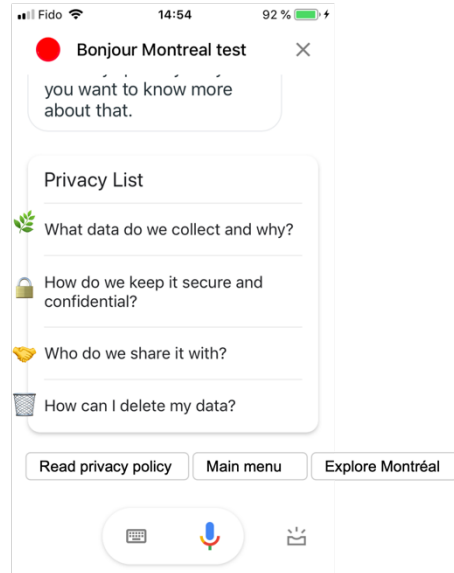 Fido 14:54 92 %
Bonjour Montreal test
you want to know more
about that.
Privacy List
What data do we collect and why?
How do we keep it secure and
confidential?
Who do we share it with?
How can I delete my data?
Read privacy policy Main menu Explore Montréal